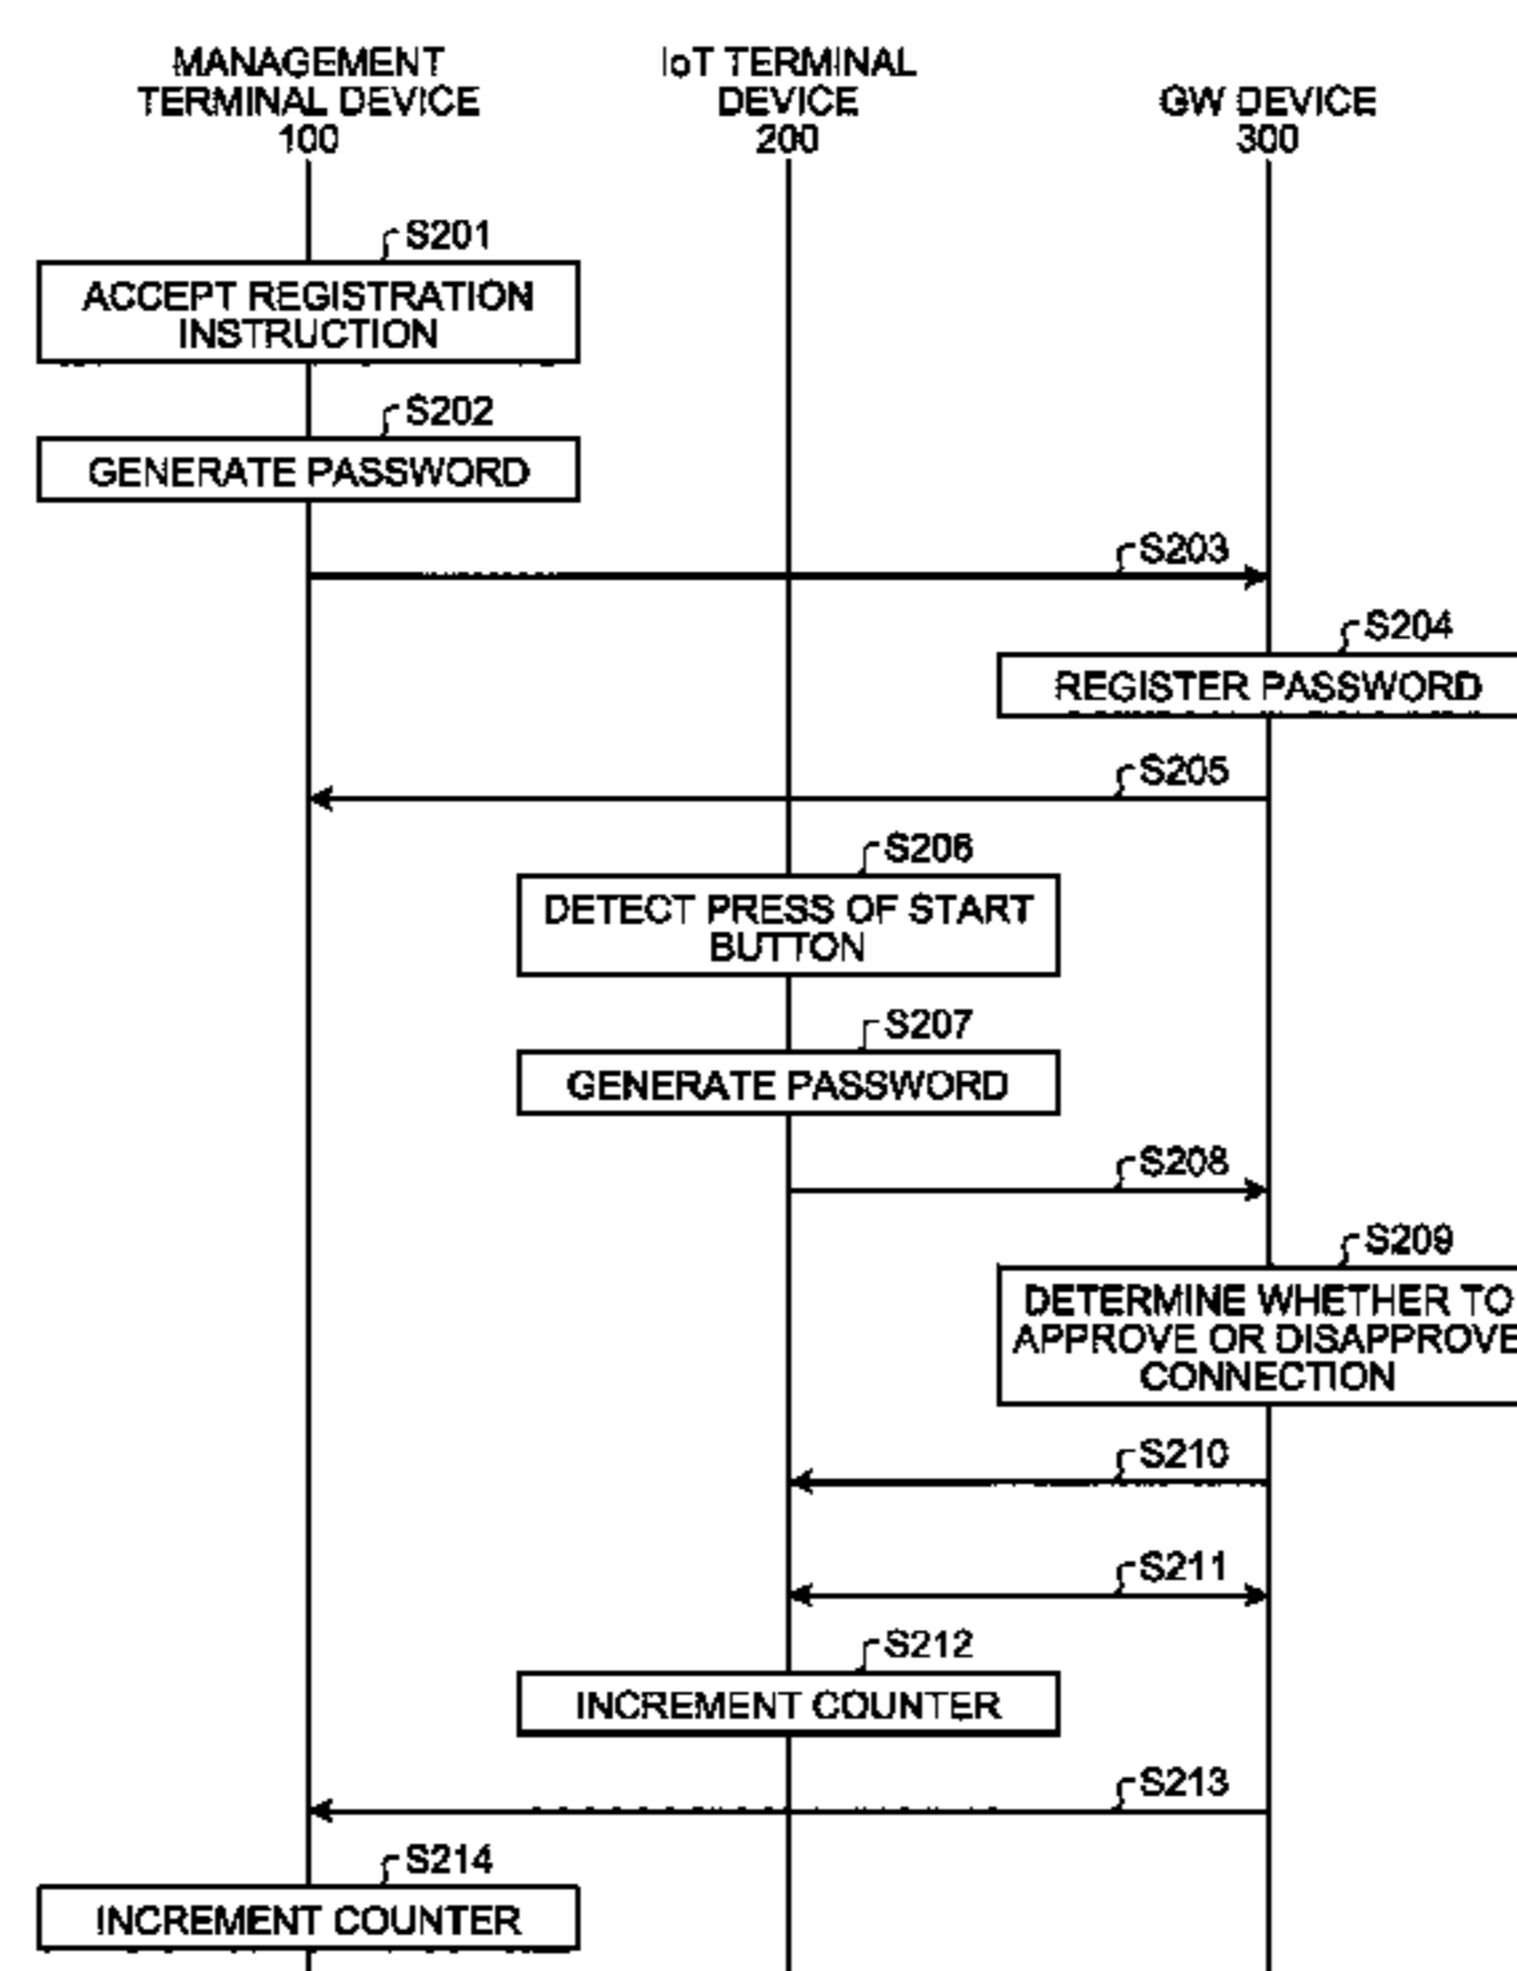 MANAGEMENT
TERMINAL DEVICE
100
IoT TERMINAL
DEVICE
200
GW DEVICE
300
S201
ACCEPT REGISTRATION
INSTRUCTION
S202
GENERATE PASSWORD
S203
S204
REGISTER PASSWORD
S205
S206
DETECT PRESS OF START
BUTTON
S207
GENERATE PASSWORD
S208
S209
DETERMINE WHETHER TO
APPROVE OR DISAPPROVE
CONNECTION
S210
S211
S212
INCREMENT COUNTER
S213
S214
INCREMENT COUNTER